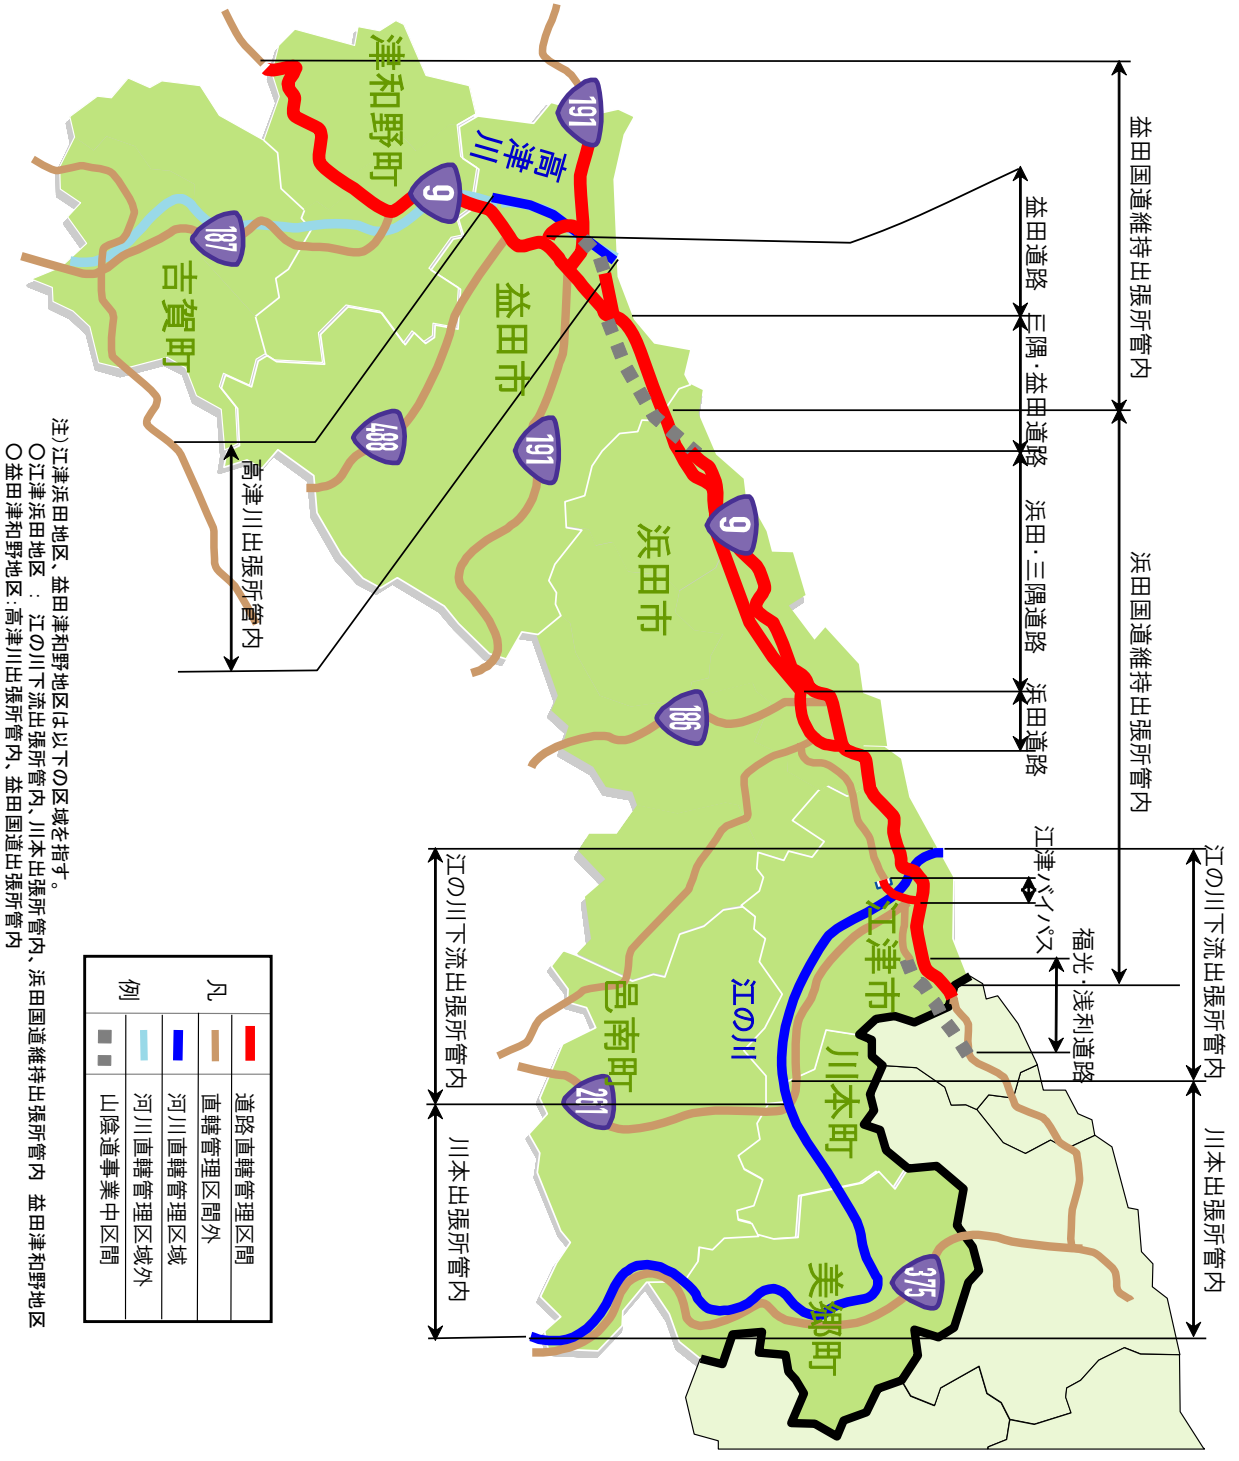 益田国道維持出張所管内
浜田国道維持出張所管内
江の川下流出張所管内
川本出張所管内
益田道路
三隅・益田道路
浜田・三隅道路
浜田道路
江津バイパス
福光・浅利道路
191
高津川
津和野町
9
187
吉賀町
益田市
488
191
浜田市
9
186
江津市
江の川
邑南町
261
川本町
375
美郷町
高津川出張所管内
江の川下流出張所管内
川本出張所管内
凡例
道路直轄管理区間
直轄管理区間外
河川直轄管理区域
河川直轄管理区域外
山陰道事業中区間
注）江津浜田地区、益田津和野地区は以下の区域を指す。
〇江津浜田地区 ： 江の川下流出張所管内、川本出張所管内、浜田国道維持出張所管内 益田津和野地区
〇益田津和野地区：高津川出張所管内、益田国道出張所管内